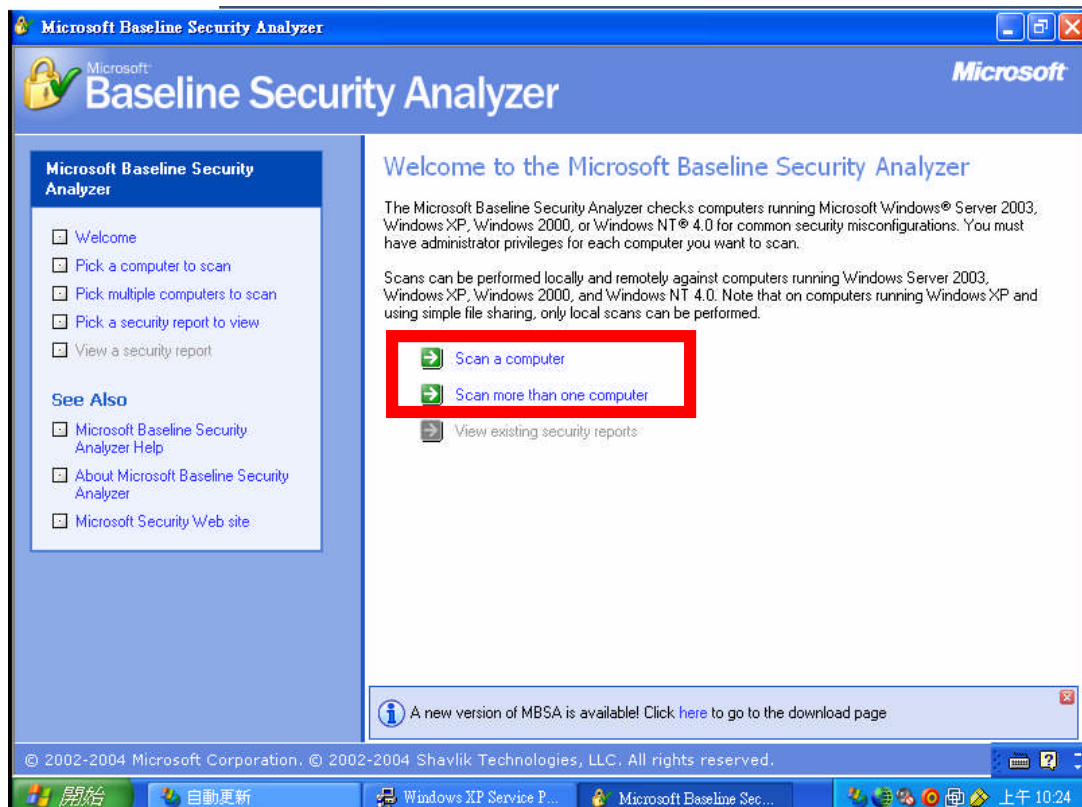 Microsoft Baseline Security Analyzer
Microsoft
Baseline Security Analyzer
Microsoft
Microsoft Baseline Security
Analyzer
Welcome
Pick a computer to scan
Pick multiple computers to scan
Pick a security report to view
View a security report
See Also
Microsoft Baseline Security
Analyzer Help
About Microsoft Baseline Security
Analyzer
Microsoft Security Web site
Welcome to the Microsoft Baseline Security Analyzer
The Microsoft Baseline Security Analyzer checks computers running Microsoft Windows® Server 2003,
Windows XP, Windows 2000, or Windows NT® 4.0 for common security misconfigurations. You must
have administrator privileges for each computer you want to scan.
Scans can be performed locally and remotely against computers running Windows Server 2003,
Windows XP, Windows 2000, and Windows NT 4.0. Note that on computers running Windows XP and
using simple file sharing, only local scans can be performed.
Scan a computer
Scan more than one computer
View existing security reports
A new version of MBSA is available! Click here to go to the download page
© 2002-2004 Microsoft Corporation. © 2002-2004 Shavlik Technologies, LLC. All rights reserved.
開始
自動更新
Windows XP Service P...
Microsoft Baseline Sec...
上午 10:24